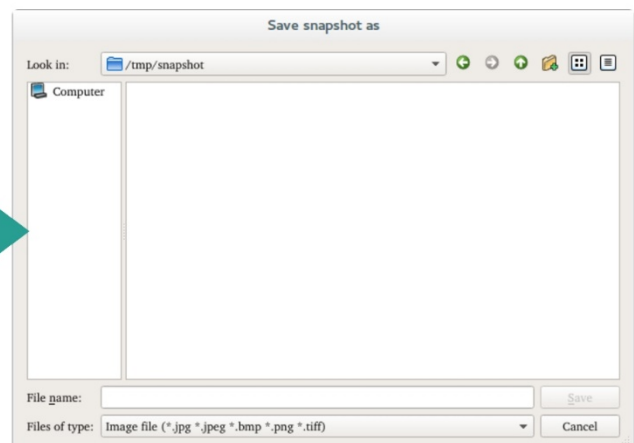 Save snapshot as
Look in: /tmp/snapshot
Computer
File name: Save
Files of type: Image file (*.jpg *.jpeg *.bmp *.png *.tiff) Cancel